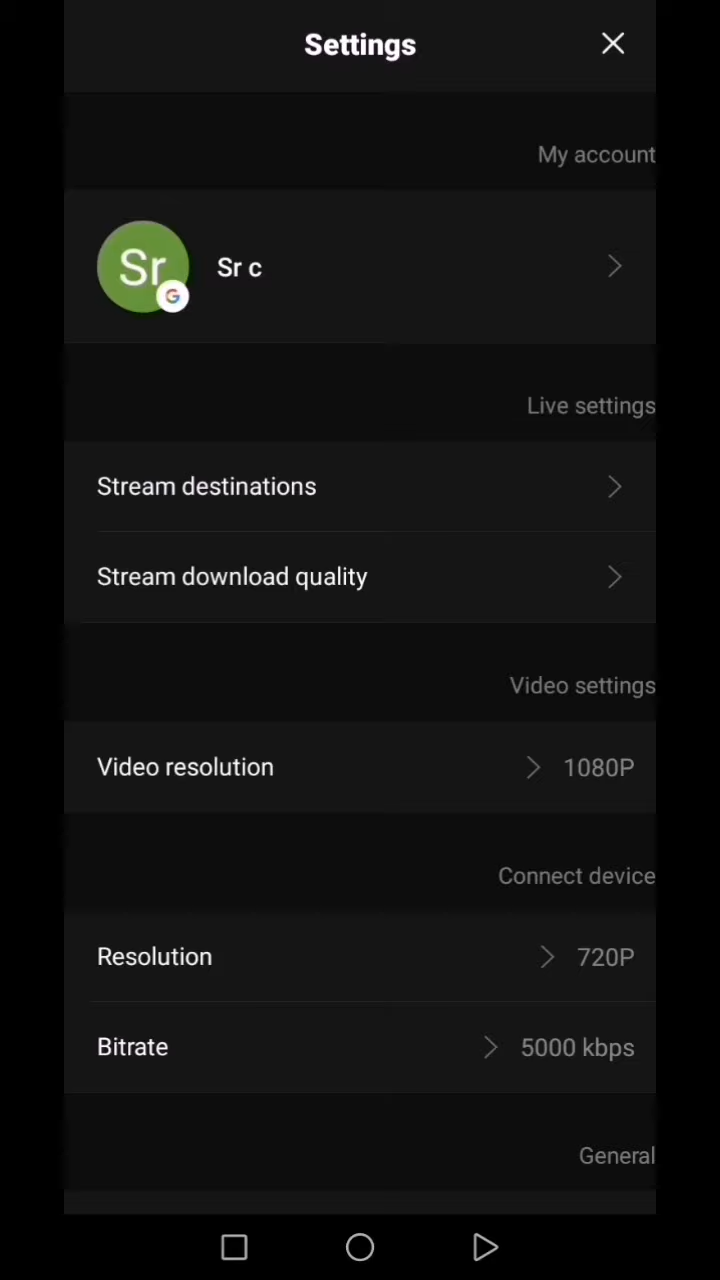 Settings
My account
Sr
G
Sr c
Live settings
Stream destinations
Stream download quality
Video settings
Video resolution
1080P
Connect device
Resolution
720P
Bitrate
5000 kbps
General